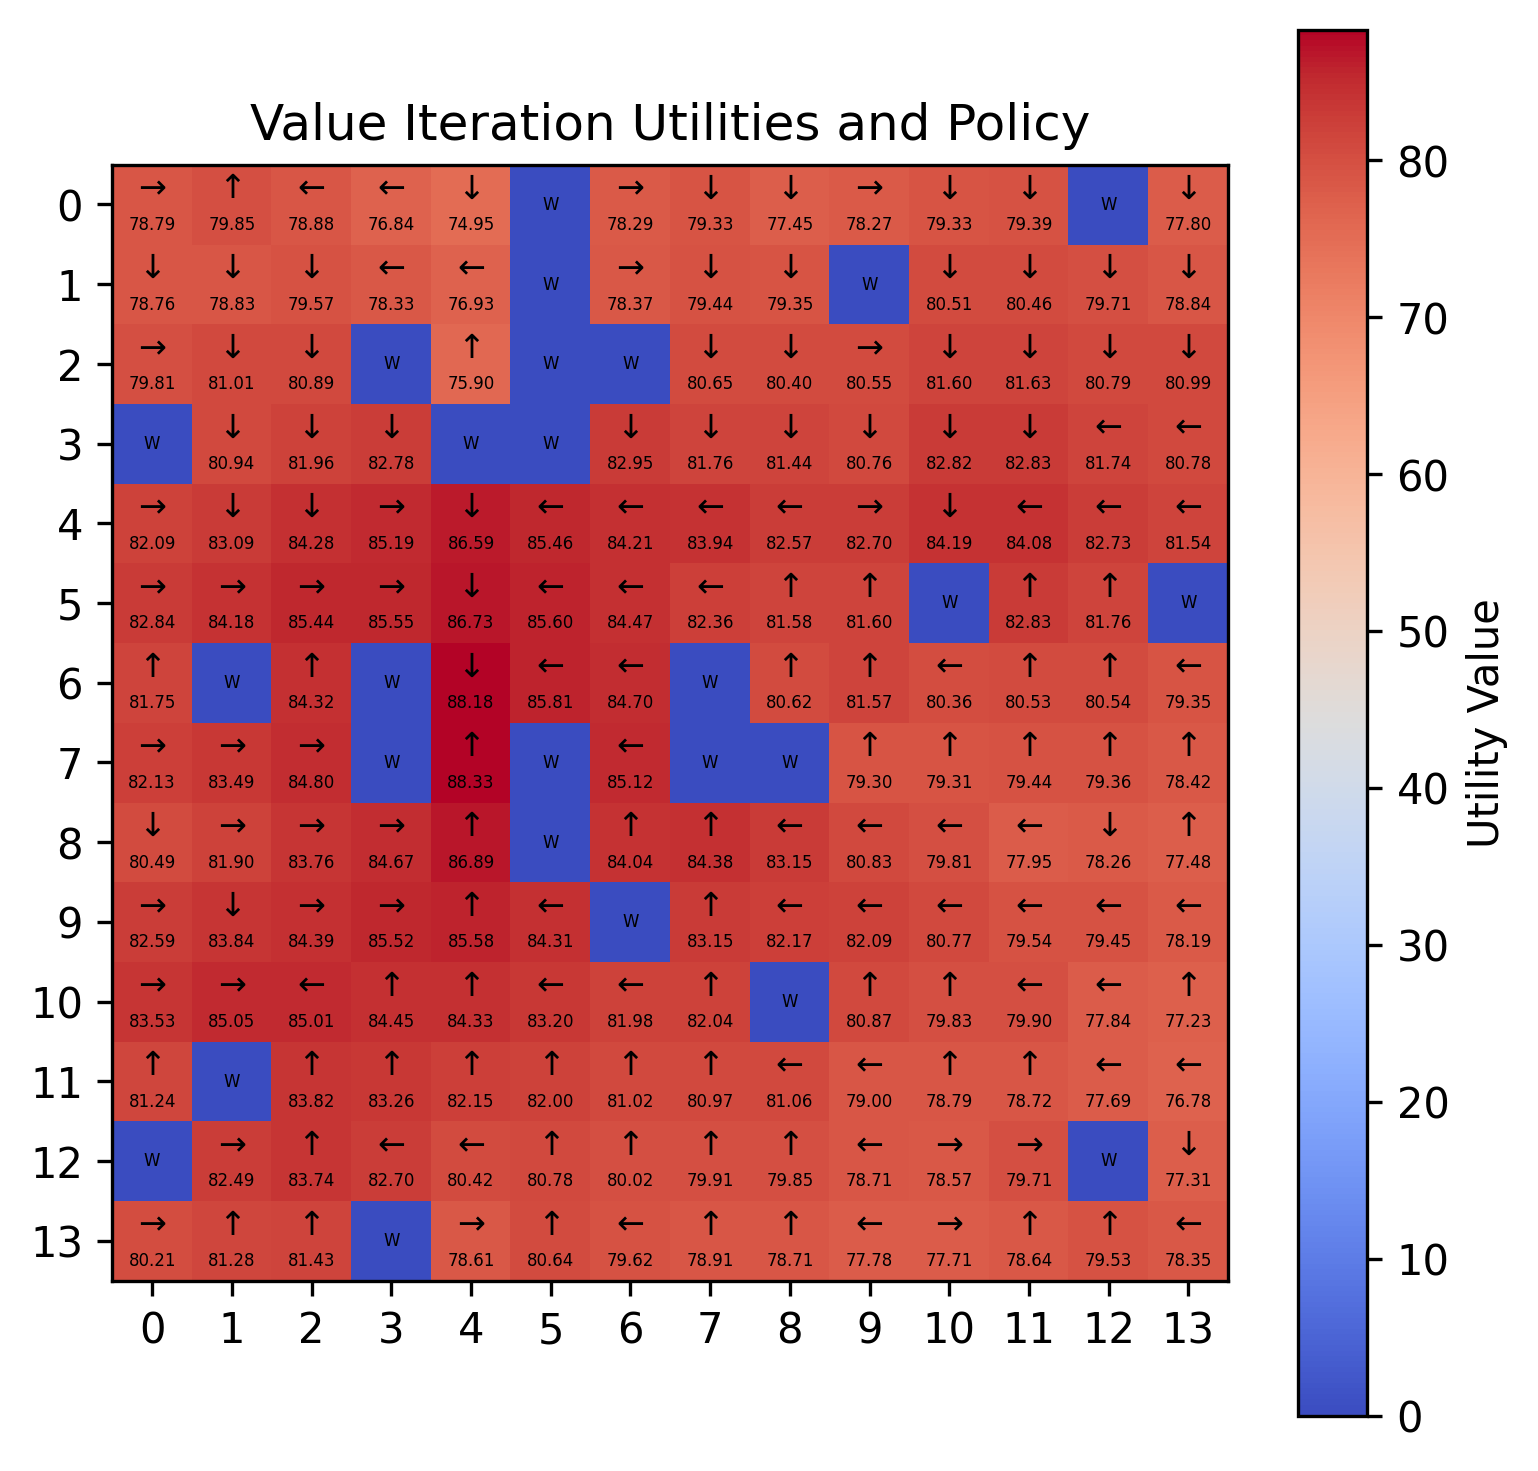 Value Iteration Utilities and Policy
0 → ↑ ← ← ↓ W → ↓ ↓ → ↓ ↓ W ↓
78.79 79.85 78.88 76.84 74.95 78.29 79.33 77.45 78.27 79.33 79.39 77.80
1 ↓ ↓ ↓ ← ← W → ↓ ↓ W ↓ ↓ ↓ ↓
78.76 78.83 79.57 78.33 76.93 78.37 79.44 79.35 80.51 80.46 79.71 78.84
2 → ↓ ↓ W ↑ W W ↓ ↓ → ↓ ↓ ↓ ↓
79.81 81.01 80.89 75.90 80.65 80.40 80.55 81.60 81.63 80.79 80.99
3 W ↓ ↓ ↓ W W ↓ ↓ ↓ ↓ ↓ ↓ ← ←
80.94 81.96 82.78 82.95 81.76 81.44 80.76 82.82 82.83 81.74 80.78
4 → ↓ ↓ → ↓ ← ← ← ← → ↓ ← ← ←
82.09 83.09 84.28 85.19 86.59 85.46 84.21 83.94 82.57 82.70 84.19 84.08 82.73 81.54
5 → → → → ↓ ← ← ← ↑ ↑ W ↑ ↑ W
82.84 84.18 85.44 85.55 86.73 85.60 84.47 82.36 81.58 81.60 82.83 81.76
6 ↑ W ↑ W ↓ ← ← W ↑ ↑ ← ↑ ↑ ←
81.75 84.32 88.18 85.81 84.70 80.62 81.57 80.36 80.53 80.54 79.35
7 → → → W ↑ W ← W W ↑ ↑ ↑ ↑ ↑
82.13 83.49 84.80 88.33 85.12 79.30 79.31 79.44 79.36 78.42
8 ↓ → → → ↑ W ↑ ↑ ← ← ← ← ↓ ↑
80.49 81.90 83.76 84.67 86.89 84.04 84.38 83.15 80.83 79.81 77.95 78.26 77.48
9 → ↓ → → ↑ ← W ↑ ← ← ← ← ← ←
82.59 83.84 84.39 85.52 85.58 84.31 83.15 82.17 82.09 80.77 79.54 79.45 78.19
10 → → ← ↑ ↑ ← ← ↑ W ↑ ↑ ← ← ↑
83.53 85.05 85.01 84.45 84.33 83.20 81.98 82.04 80.87 79.83 79.90 77.84 77.23
11 ↑ W ↑ ↑ ↑ ↑ ↑ ↑ ← ← ↑ ↑ ← ←
81.24 83.82 83.26 82.15 82.00 81.02 80.97 81.06 79.00 78.79 78.72 77.69 76.78
12 W → ↑ ← ← ↑ ↑ ↑ ↑ ← → → W ↓
82.49 83.74 82.70 80.42 80.78 80.02 79.91 79.85 78.71 78.57 79.71 77.31
13 → ↑ ↑ W → ↑ ← ↑ ↑ ← → ↑ ↑ ←
80.21 81.28 81.43 78.61 80.64 79.62 78.91 78.71 77.78 77.71 78.64 79.53 78.35
0 1 2 3 4 5 6 7 8 9 10 11 12 13
80
70
60
50
40
30
20
10
0
Utility Value